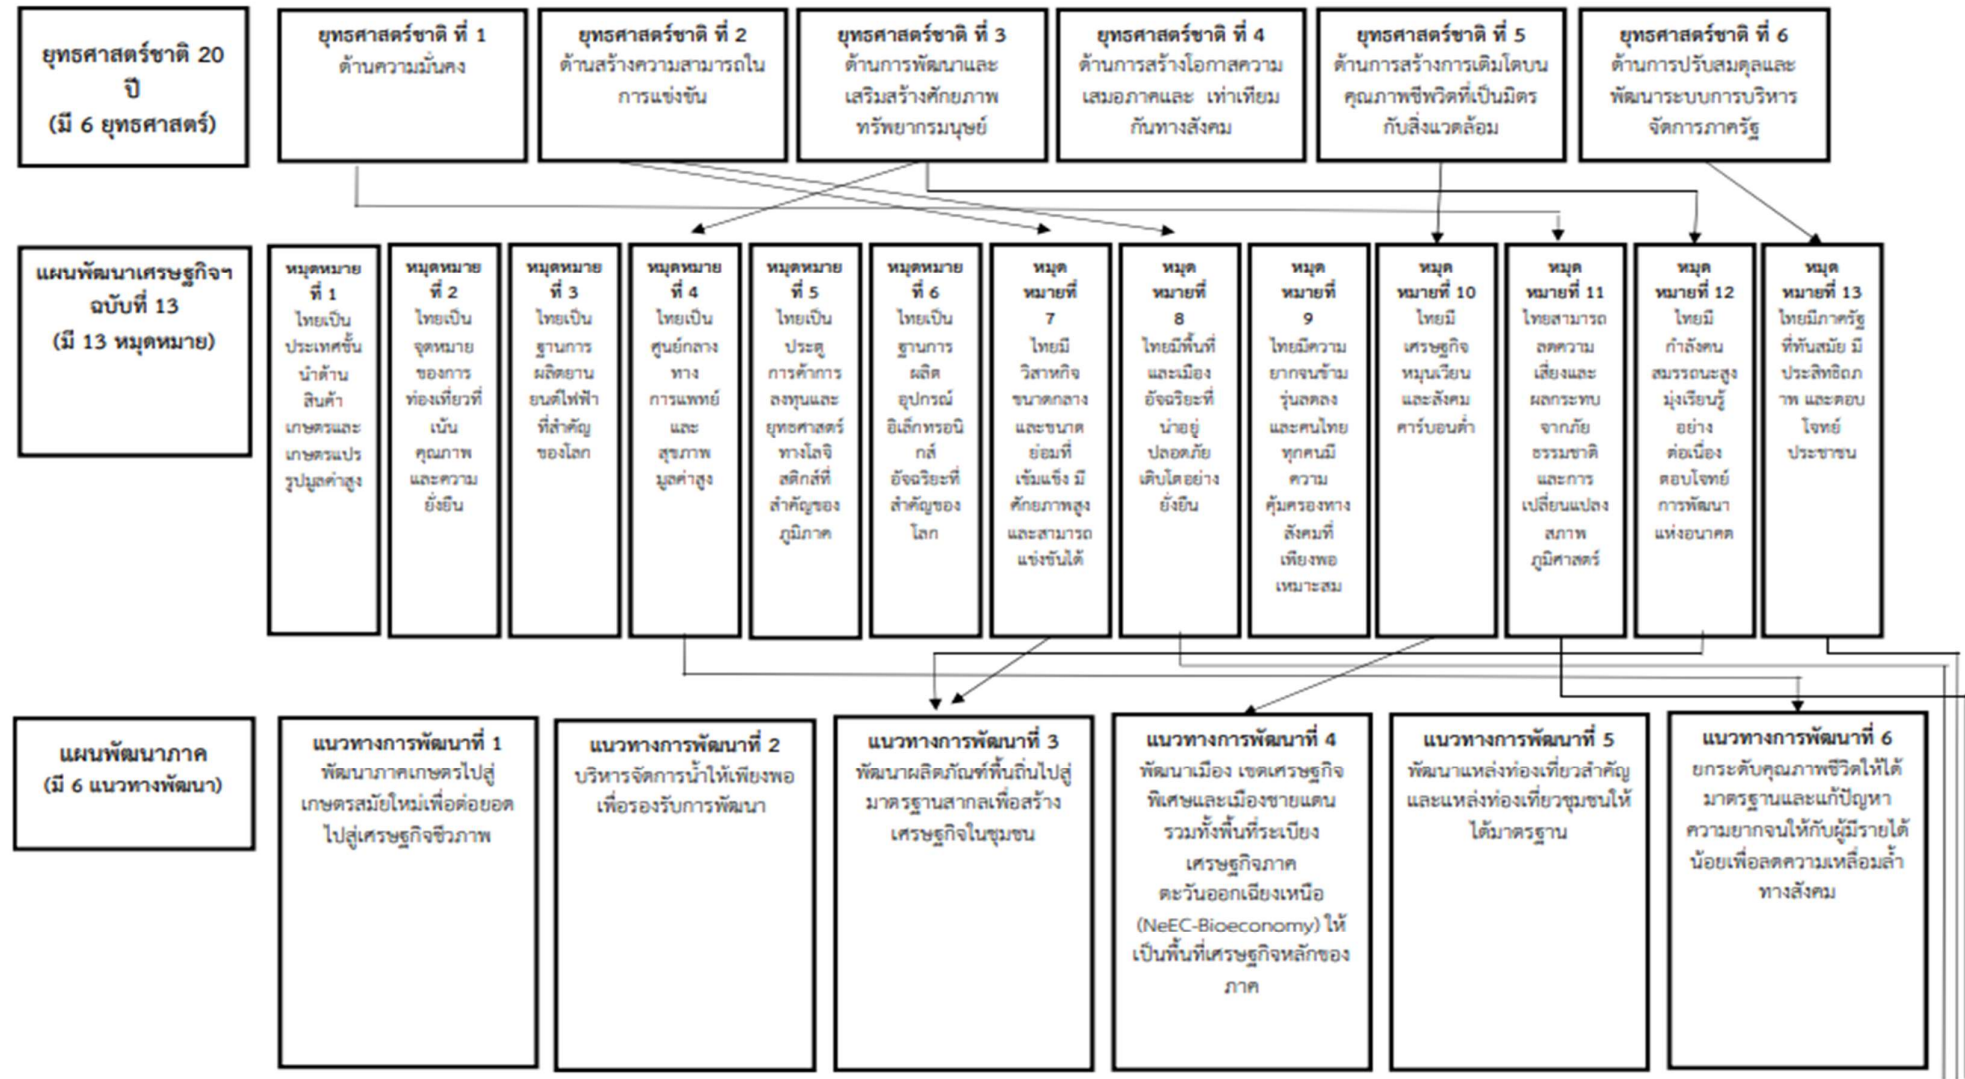 ยุทธศาสตร์ชาติ 20
ปี
(มี 6 ยุทธศาสตร์)
ยุทธศาสตร์ชาติ ที่ 1
ด้านความมั่นคง
ยุทธศาสตร์ชาติ ที่ 2
ด้านสร้างความสามารถใน
การแข่งขัน
ยุทธศาสตร์ชาติ ที่ 3
ด้านการพัฒนาและ
เสริมสร้างศักยภาพ
ทรัพยากรมนุษย์
ยุทธศาสตร์ชาติ ที่ 4
ด้านการสร้างโอกาสความ
เสมอภาคและ เท่าเทียม
กันทางสังคม
ยุทธศาสตร์ชาติ ที่ 5
ด้านการสร้างการเติมโตบน
คุณภาพชีพวิตที่เป็นมิตร
กับสิ่งแวดล้อม
ยุทธศาสตร์ชาติ ที่ 6
ด้านการปรับสมดุลและ
พัฒนาระบบการบริหาร
จัดการภาครัฐ
แผนพัฒนาเศรษฐกิจฯ
ฉบับที่ 13
(มี 13 หมุดหมาย)
หมุดหมาย
ที่ 1
ไทยเป็น
ประเทศชั้น
นำด้าน
สินค้า
เกษตรและ
เกษตรแปร
รูปมูลค่าสูง
หมุดหมาย
ที่ 2
ไทยเป็น
จุดหมาย
ของการ
ท่องเที่ยวที่
เน้น
คุณภาพ
และความ
ยั่งยืน
หมุดหมาย
ที่ 3
ไทยเป็น
ฐานการ
ผลิตยาน
ยนต์ไฟฟ้า
ที่สำคัญ
ของโลก
หมุดหมาย
ที่ 4
ไทยเป็น
ศูนย์กลาง
ทาง
การแพทย์
และ
สุขภาพ
มูลค่าสูง
หมุดหมาย
ที่ 5
ไทยเป็น
ประตู
การค้าการ
ลงทุนและ
ยุทธศาสตร์
ทางโลจิ
สติกส์ที่
สำคัญของ
ภูมิภาค
หมุดหมาย
ที่ 6
ไทยเป็น
ฐานการ
ผลิต
อุปกรณ์
อิเล็กทรอนิ
กส์
อัจฉริยะที่
สำคัญของ
โลก
หมุด
หมายที่
7
ไทยมี
วิสาหกิจ
ขนาดกลาง
และขนาด
ย่อมที่
เข้มแข็ง มี
ศักยภาพสูง
และสามารถ
แข่งขันได้
หมุด
หมายที่
8
ไทยมีพื้นที่
และเมือง
อัจฉริยะที่
น่าอยู่
ปลอดภัย
เติบโตอย่าง
ยั่งยืน
หมุด
หมายที่
9
ไทยมีความ
ยากจนข้าม
รุ่นลดลง
และคนไทย
ทุกคนมี
ความ
คุ้มครองทาง
สังคมที่
เพียงพอ
เหมาะสม
หมุด
หมายที่ 10
ไทยมี
เศรษฐกิจ
หมุนเวียน
และสังคม
คาร์บอนต่ำ
หมุด
หมายที่ 11
ไทยสามารถ
ลดความ
เสี่ยงและ
ผลกระทบ
จากภัย
ธรรมชาติ
และการ
เปลี่ยนแปลง
สภาพ
ภูมิศาสตร์
หมุด
หมายที่ 12
ไทยมี
กำลังคน
สมรรถนะสูง
มุ่งเรียนรู้
อย่าง
ต่อเนื่อง
ตอบโจทย์
การพัฒนา
แห่งอนาคต
หมุด
หมายที่ 13
ไทยมีภาครัฐ
ที่ทันสมัย มี
ประสิทธิถภ
าพ และตอบ
โจทย์
ประชาชน
แผนพัฒนาภาค
(มี 6 แนวทางพัฒนา)
แนวทางการพัฒนาที่ 1
พัฒนาภาคเกษตรไปสู่
เกษตรสมัยใหม่เพื่อต่อยอด
ไปสู่เศรษฐกิจชีวภาพ
แนวทางการพัฒนาที่ 2
บริหารจัดการน้ำให้เพียงพอ
เพื่อรองรับการพัฒนา
แนวทางการพัฒนาที่ 3
พัฒนาผลิตภัณฑ์พื้นถิ่นไปสู่
มาตรฐานสากลเพื่อสร้าง
เศรษฐกิจในชุมชน
แนวทางการพัฒนาที่ 4
พัฒนาเมือง เขตเศรษฐกิจ
พิเศษและเมืองชายแดน
รวมทั้งพื้นที่ระเบียง
เศรษฐกิจภาค
ตะวันออกเฉียงเหนือ
(NeEC-Bioeconomy) ให้
เป็นพื้นที่เศรษฐกิจหลักของ
ภาค
แนวทางการพัฒนาที่ 5
พัฒนาแหล่งท่องเที่ยวสำคัญ
และแหล่งท่องเที่ยวชุมชนให้
ได้มาตรฐาน
แนวทางการพัฒนาที่ 6
ยกระดับคุณภาพชีวิตให้ได้
มาตรฐานและแก้ปัญหา
ความยากจนให้กับผู้มีรายได้
น้อยเพื่อลดความเหลื่อมล้ำ
ทางสังคม